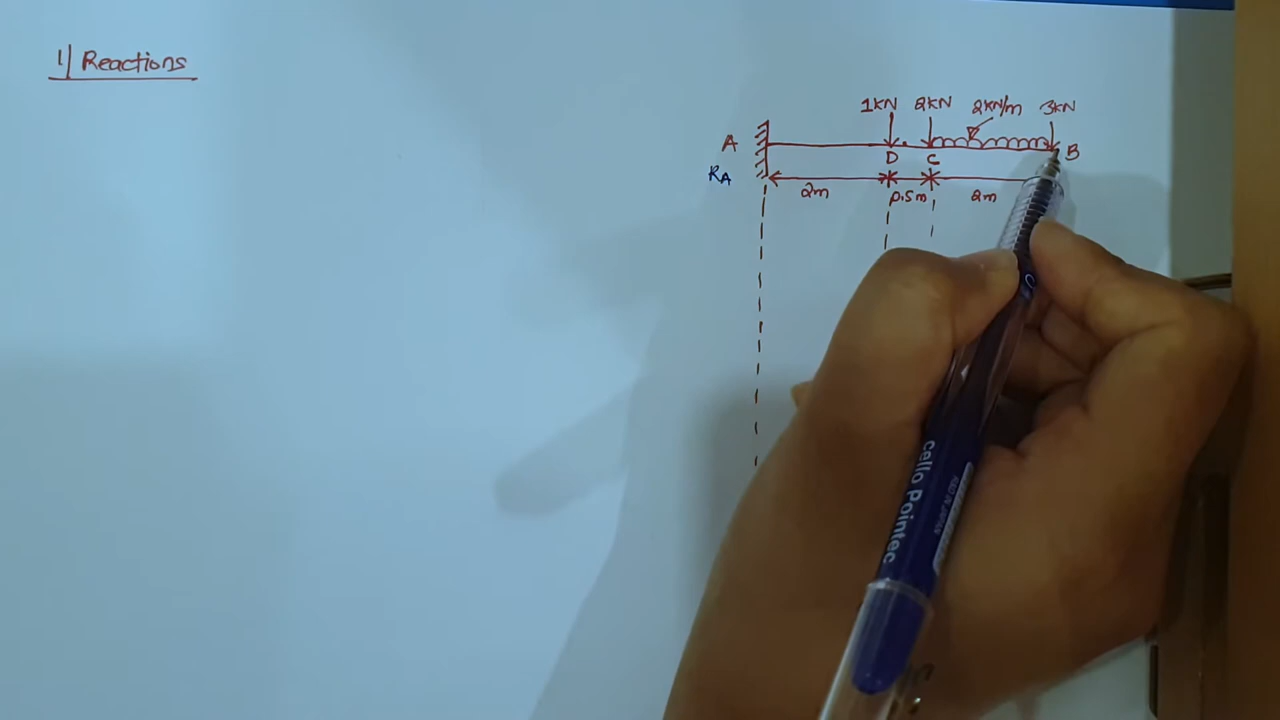 1) Reactions
1kN 2kN 2kN/m 3kN
A
D C B
RA
2m 0.5m 2m
cello Pointec